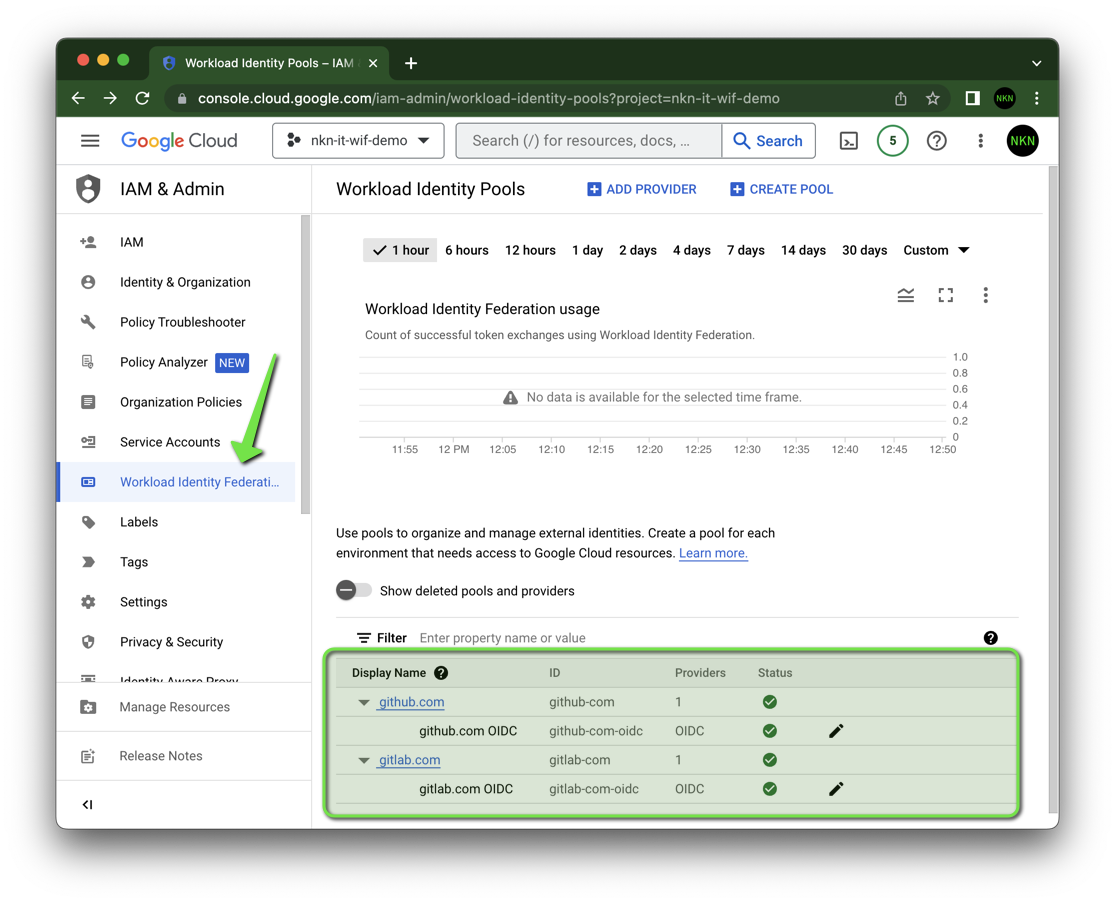 Workload Identity Pools – IAM
console.cloud.google.com/iam-admin/workload-identity-pools?project=nkn-it-wif-demo
NKN
Google Cloud
nkn-it-wif-demo
Search (/) for resources, docs, ...
Search
5
NKN
IAM & Admin
IAM
Identity & Organization
Policy Troubleshooter
Policy Analyzer NEW
Organization Policies
Service Accounts
Workload Identity Federati...
Labels
Tags
Settings
Privacy & Security
Identity-Aware Proxy
Manage Resources
Release Notes
Workload Identity Pools
ADD PROVIDER
CREATE POOL
1 hour 6 hours 12 hours 1 day 2 days 4 days 7 days 14 days 30 days Custom
Workload Identity Federation usage
Count of successful token exchanges using Workload Identity Federation.
1.0
0.8
0.6
No data is available for the selected time frame.
0.4
0.2
0
11:55 12 PM 12:05 12:10 12:15 12:20 12:25 12:30 12:35 12:40 12:45 12:50
Use pools to organize and manage external identities. Create a pool for each
environment that needs access to Google Cloud resources. Learn more.
Show deleted pools and providers
Filter Enter property name or value
Display Name ID Providers Status
github.com github-com 1
github.com OIDC github-com-oidc OIDC
gitlab.com gitlab-com 1
gitlab.com OIDC gitlab-com-oidc OIDC